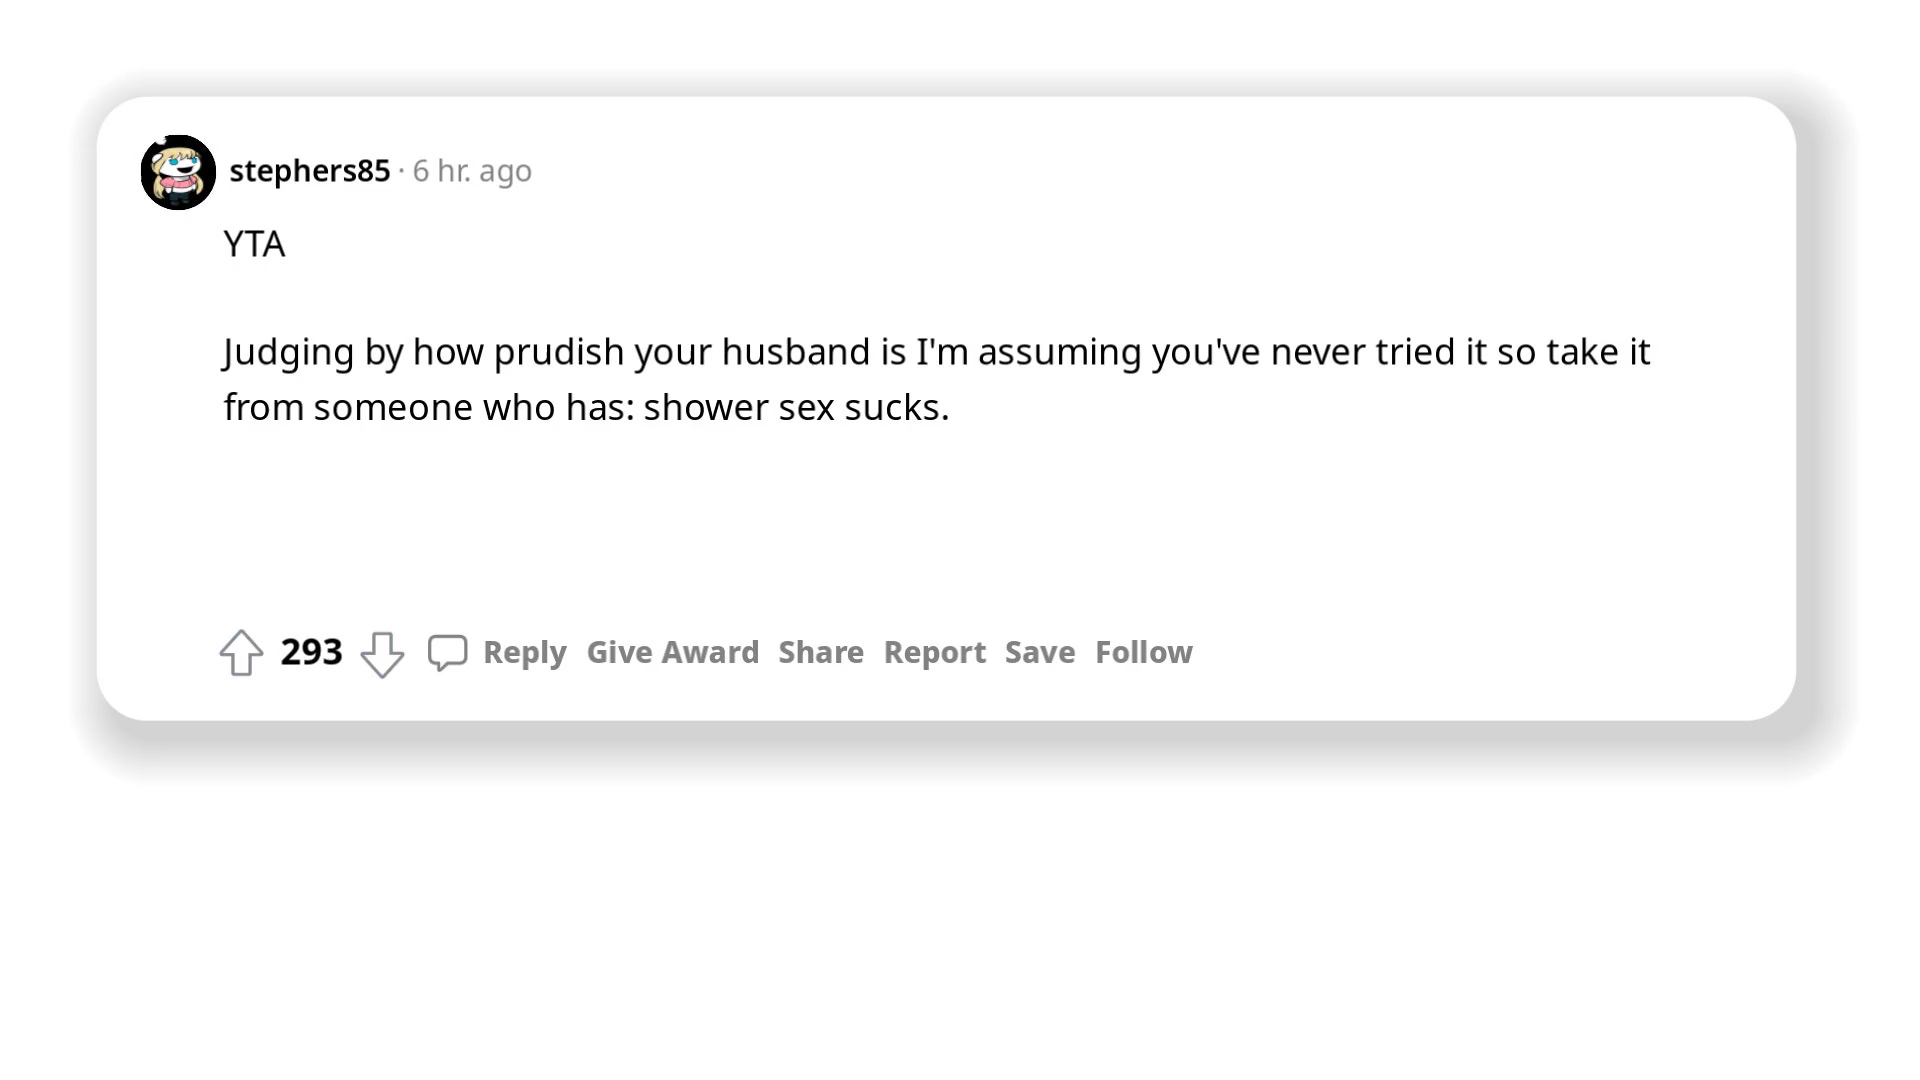 stephers85 · 6 hr. ago
YTA
Judging by how prudish your husband is I'm assuming you've never tried it so take it
from someone who has: shower sex sucks.
293 Reply Give Award Share Report Save Follow